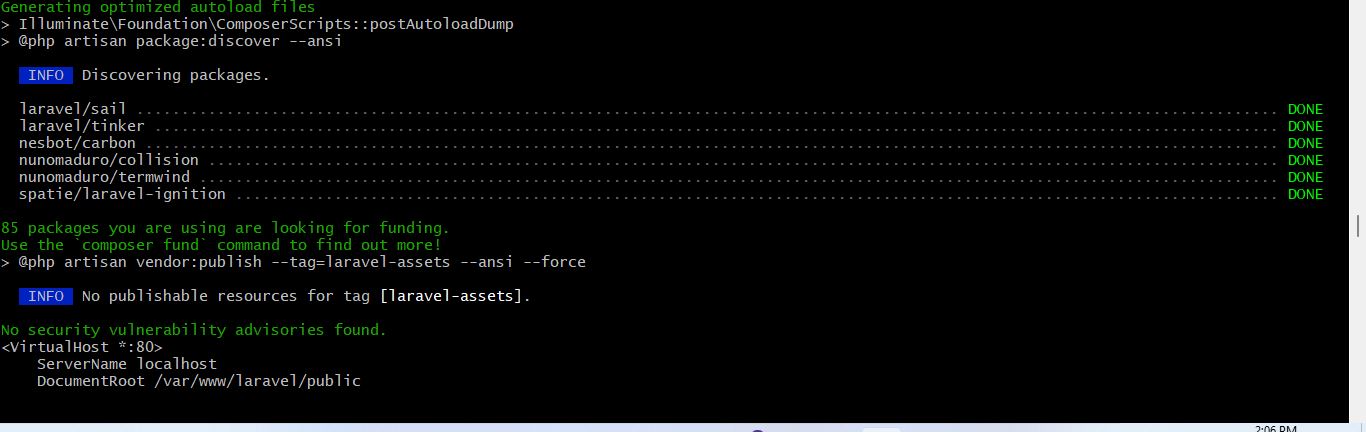 Generating optimized autoload files
> Illuminate\Foundation\ComposerScripts::postAutoloadDump
> @php artisan package:discover --ansi
INFO Discovering packages.
laravel/sail ................................................................................................................................ DONE
laravel/tinker .............................................................................................................................. DONE
nesbot/carbon ............................................................................................................................... DONE
nunomaduro/collision ........................................................................................................................ DONE
nunomaduro/termwind ......................................................................................................................... DONE
spatie/laravel-ignition ..................................................................................................................... DONE
85 packages you are using are looking for funding.
Use the `composer fund` command to find out more!
> @php artisan vendor:publish --tag=laravel-assets --ansi --force
INFO No publishable resources for tag [laravel-assets].
No security vulnerability advisories found.
<VirtualHost *:80>
    ServerName localhost
    DocumentRoot /var/www/laravel/public
2:06 PM